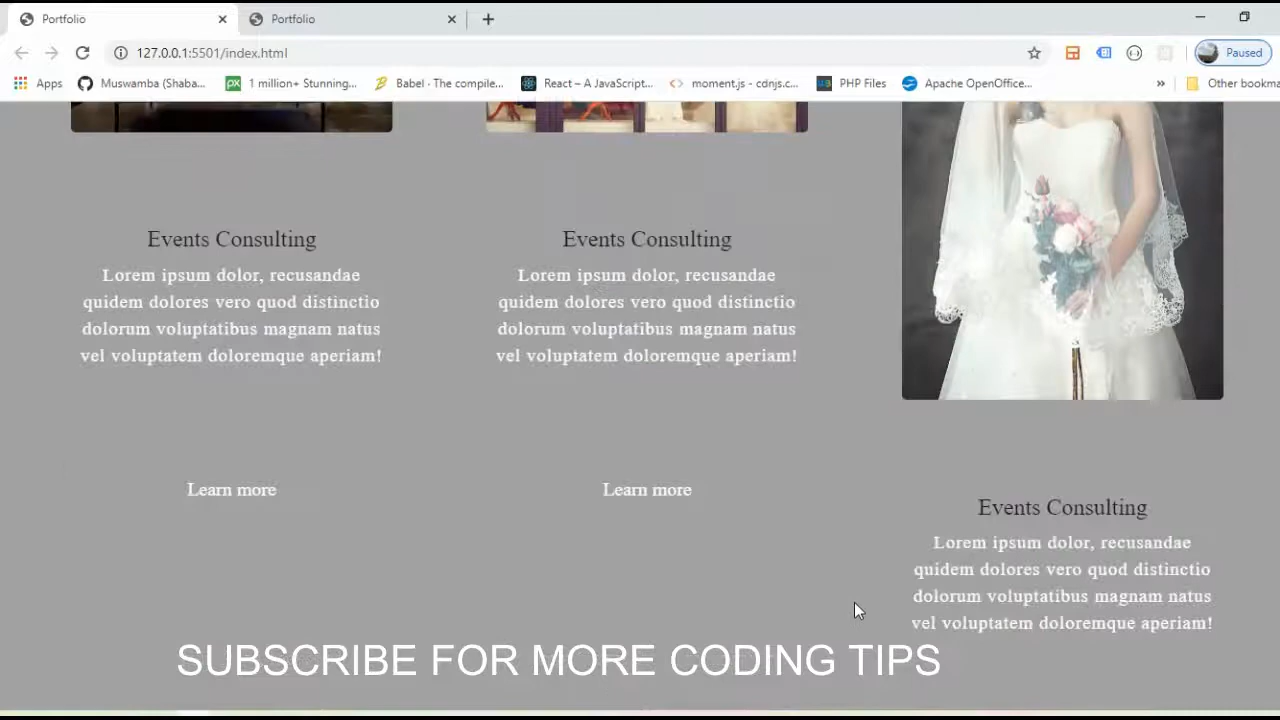 Portfolio
Portfolio
127.0.0.1:5501/index.html
Paused
Apps
Muswamba (Shaba...
1 million+ Stunning...
Babel · The compile...
React – A JavaScript...
moment.js - cdnjs.c...
PHP Files
Apache OpenOffice...
»
Other bookma
Events Consulting
Lorem ipsum dolor, recusandae
quidem dolores vero quod distinctio
dolorum voluptatibus magnam natus
vel voluptatem doloremque aperiam!
Learn more
Events Consulting
Lorem ipsum dolor, recusandae
quidem dolores vero quod distinctio
dolorum voluptatibus magnam natus
vel voluptatem doloremque aperiam!
Learn more
Events Consulting
Lorem ipsum dolor, recusandae
quidem dolores vero quod distinctio
dolorum voluptatibus magnam natus
vel voluptatem doloremque aperiam!
SUBSCRIBE FOR MORE CODING TIPS